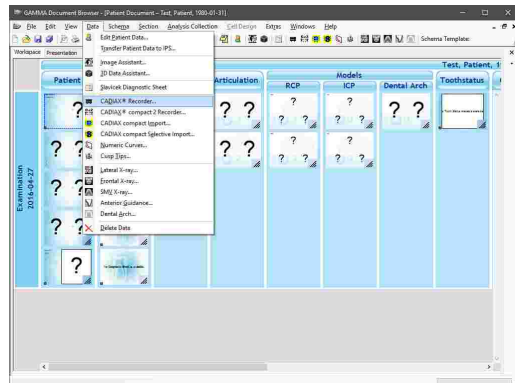 GAMMA Document Browser - [Patient Document - Test, Patient, 1980-01-31]
File Edit View Data Schema Section Analysis Collection Cell Design Extras Windows Help
Schema Template:
Workspace Presentation
Edit Patient Data...
Transfer Patient Data to IPS...
Image Assistant...
3D Data Assistant...
Slavicek Diagnostic Sheet
CADIAX® Recorder...
CADIAX® compact 2 Recorder...
CADIAX compact Import...
CADIAX compact Selective Import...
Numeric Curves...
Cusp Tips...
Lateral X-ray...
Frontal X-ray...
SMV X-ray...
Anterior Guidance...
Dental Arch...
Delete Data
Test, Patient, 1
Patient
Articulation
Models
RCP
ICP
Dental Arch
Toothstatus
Examination
2016-04-27
? ? ? ? ? ?
? ?
? ? ? ? ? ?
? ?
? ?
? ?
?